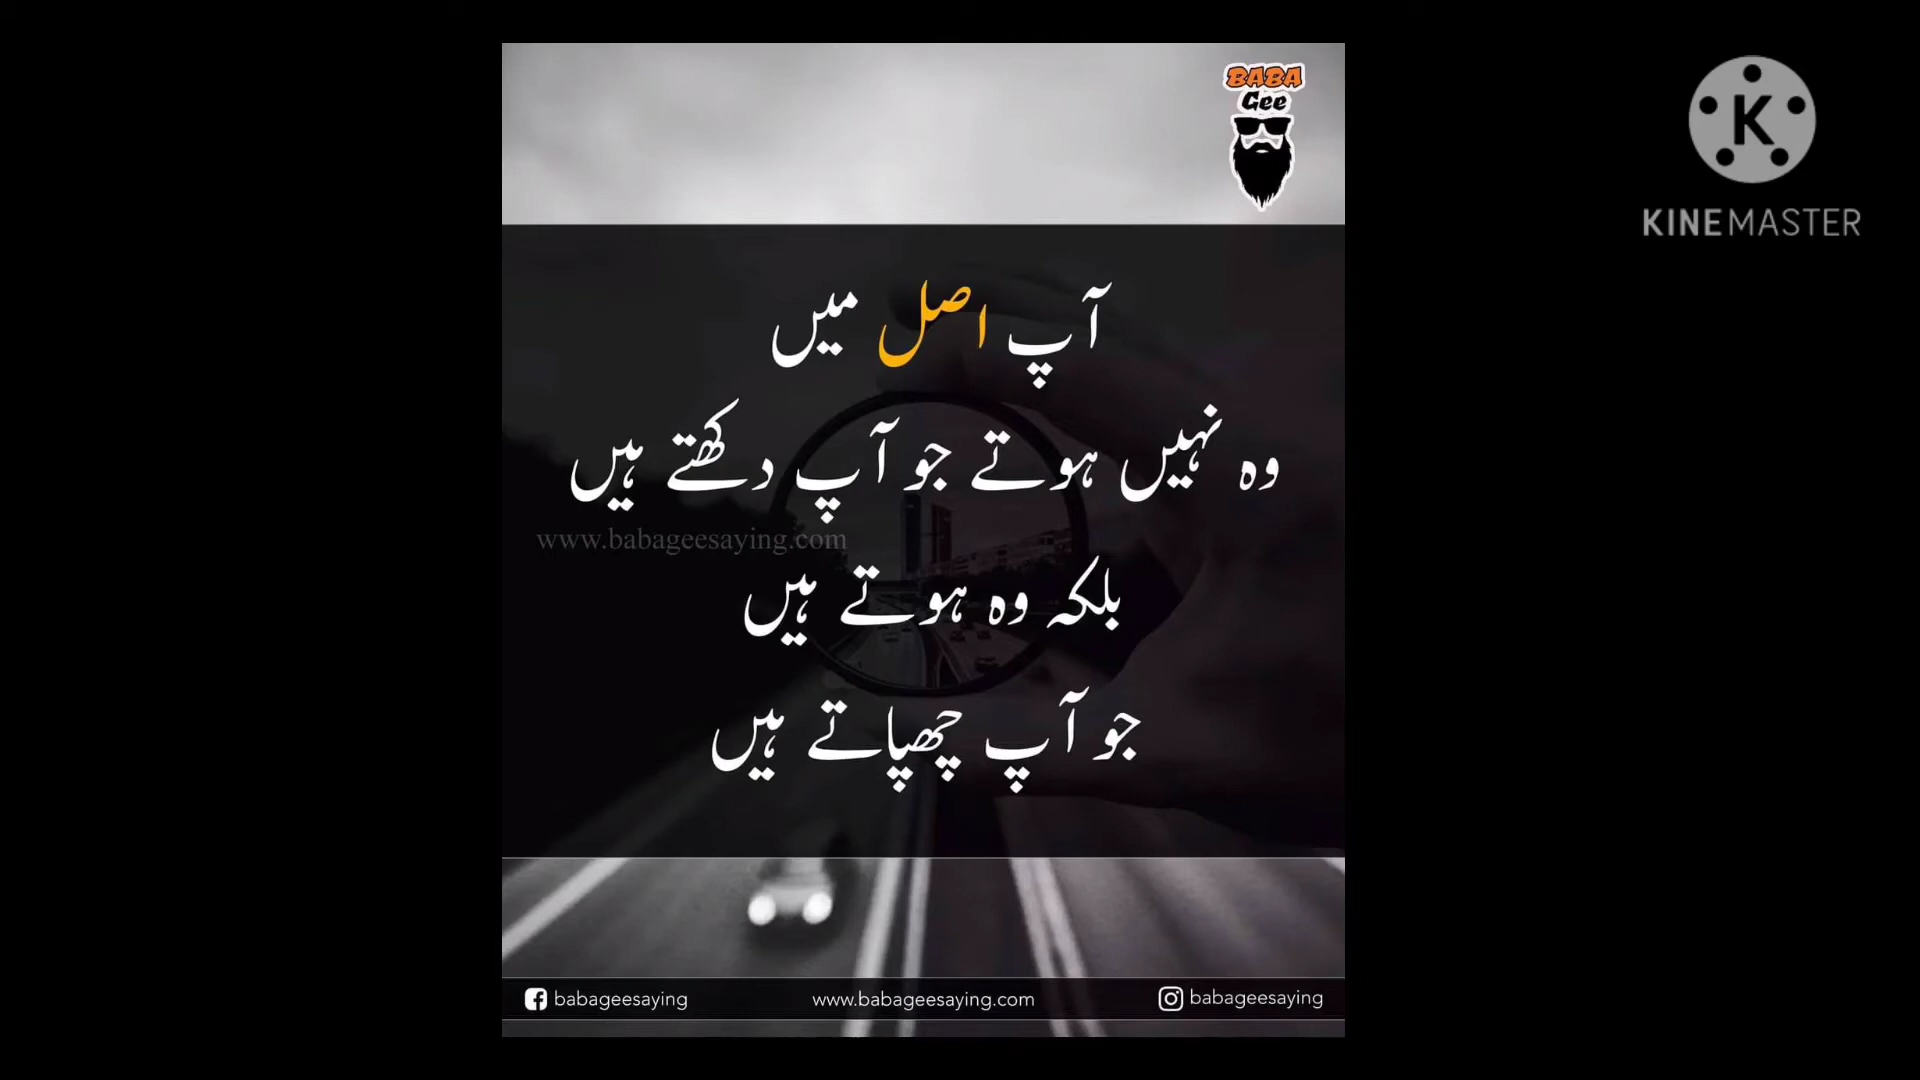 BABA
Gee
KINEMASTER
آپ اصل میں
وہ نہیں ہوتے جو آپ دکھتے ہیں
www.babageesaying.com
بلکہ وہ ہوتے ہیں
جو آپ چھپاتے ہیں
babageesaying www.babageesaying.com babageesaying